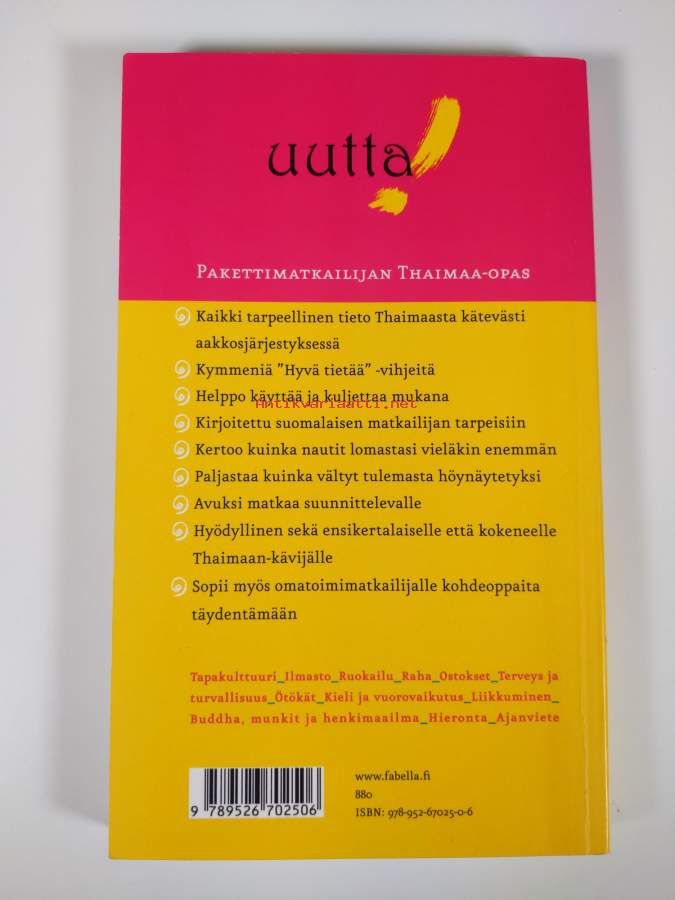 uutta!
Pakettimatkailijan Thaimaa-opas
Kaikki tarpeellinen tieto Thaimaasta kätevästi
aakkosjärjestyksessä
Kymmeniä ”Hyvä tietää” -vihjeitä
Helppo käyttää ja kuljettaa mukana
Antikvariaatti.net
Kirjoitettu suomalaisen matkailijan tarpeisiin
Kertoo kuinka nautit lomastasi vieläkin enemmän
Paljastaa kuinka vältyt tulemasta höynäytetyksi
Avuksi matkaa suunnittelevalle
Hyödyllinen sekä ensikertalaiselle että kokeneelle
Thaimaan-kävijälle
Sopii myös omatoimimatkailijalle kohdeoppaita
täydentämään
Tapakulttuuri_Ilmasto_Ruokailu_Raha_Ostokset_Terveys ja
turvallisuus_Ötökät_Kieli ja vuorovaikutus_Liikkuminen_
Buddha, munkit ja henkimaailma_Hieronta_Ajanviete
www.fabella.fi
880
ISBN: 978-952-67025-0-6
9 789526 702506